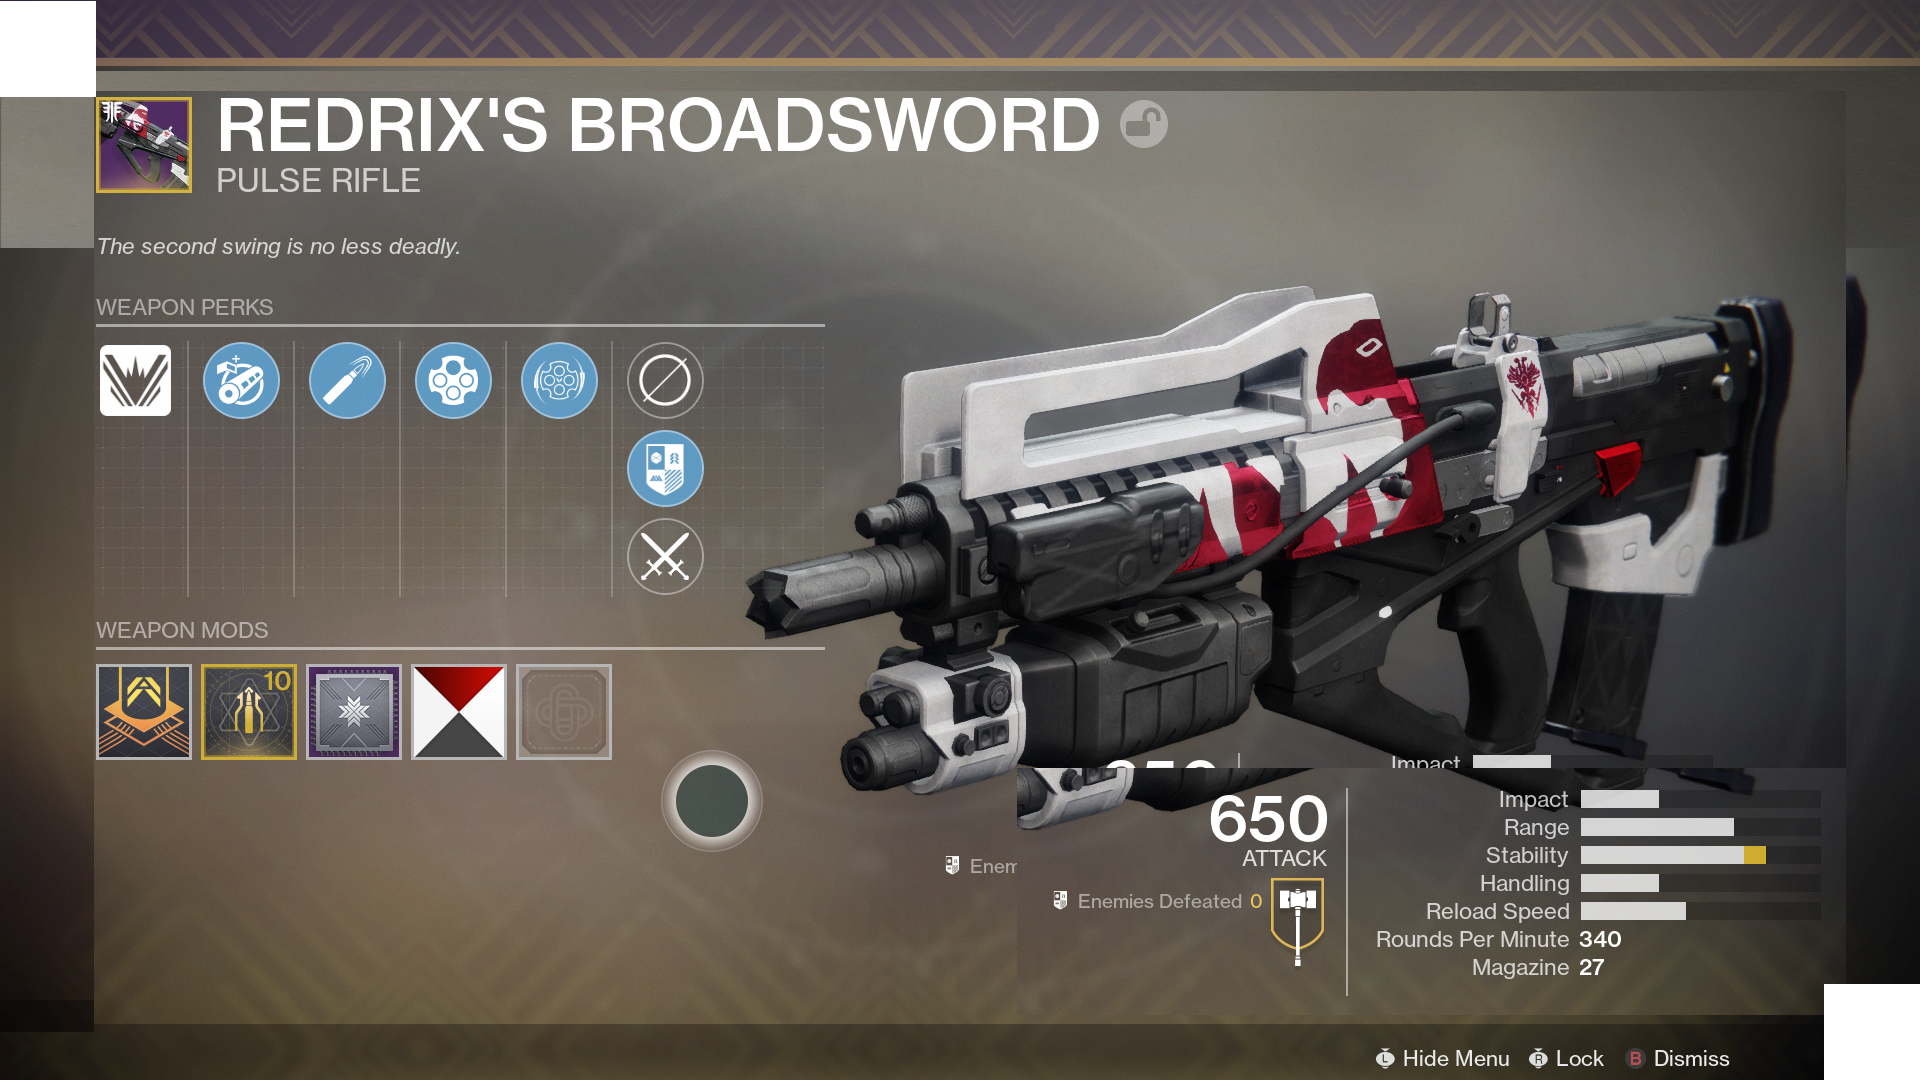 REDRIX'S BROADSWORD
PULSE RIFLE
The second swing is no less deadly.
WEAPON PERKS
WEAPON MODS
10
Impact
650
ATTACK
Enem
Enemies Defeated 0
Impact
Range
Stability
Handling
Reload Speed
Rounds Per Minute 340
Magazine 27
L Hide Menu R Lock B Dismiss